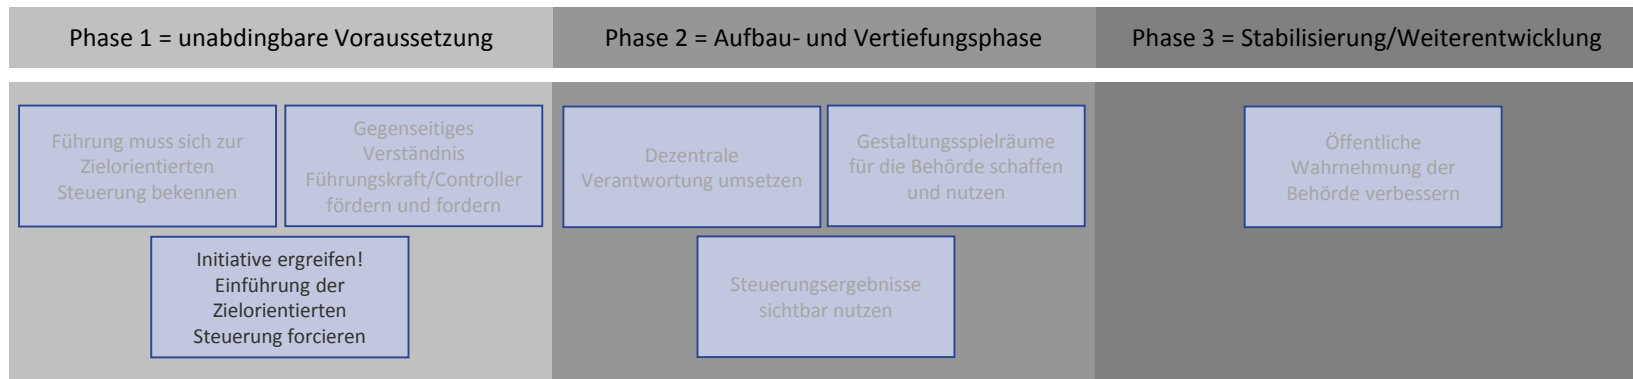 Phase 1 = unabdingbare Voraussetzung
Phase 2 = Aufbau- und Vertiefungsphase
Phase 3 = Stabilisierung/Weiterentwicklung
Führung muss sich zur
Zielorientierten
Steuerung bekennen
Gegenseitiges
Verständnis
Führungskraft/Controller
fördern und fordern
Initiative ergreifen!
Einführung der
Zielorientierten
Steuerung forcieren
Dezentrale
Verantwortung umsetzen
Gestaltungsspielräume
für die Behörde schaffen
und nutzen
Steuerungsergebnisse
sichtbar nutzen
Öffentliche
Wahrnehmung der
Behörde verbessern